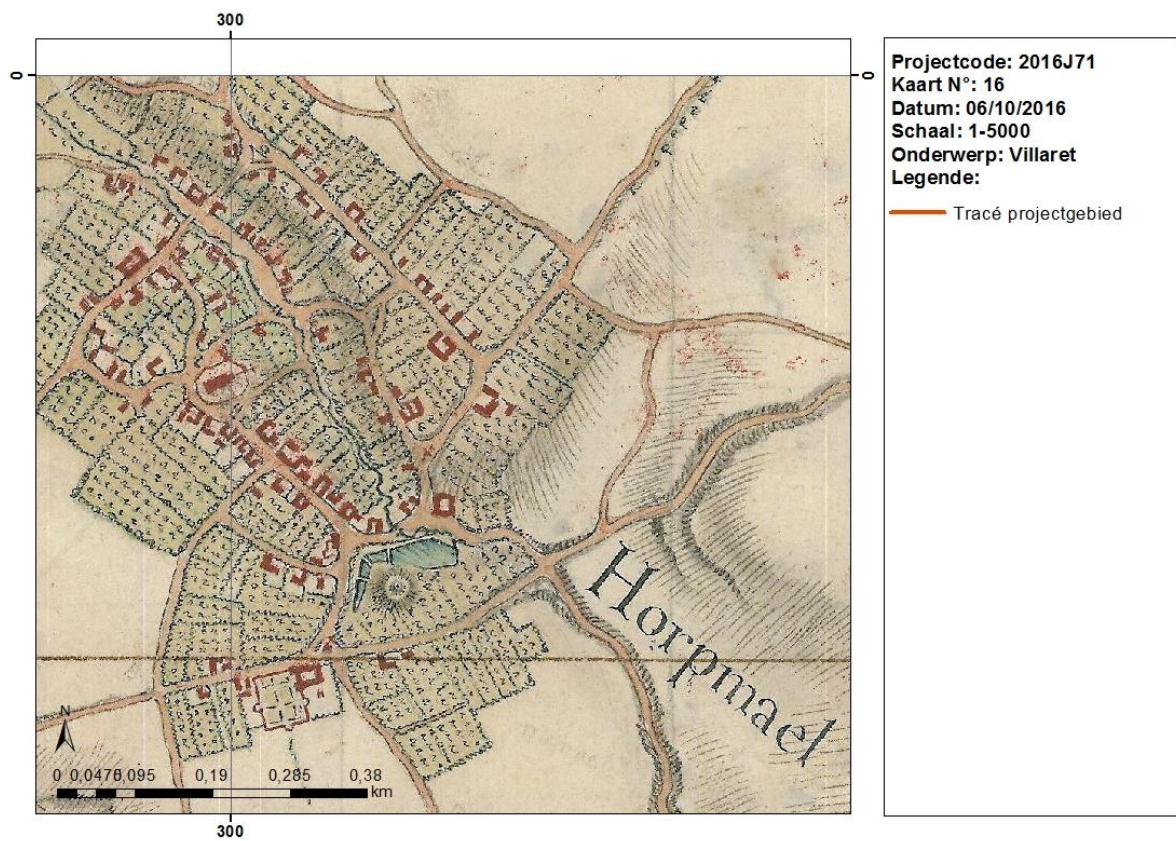 300
0
0
Projectcode: 2016J71
Kaart N°: 16
Datum: 06/10/2016
Schaal: 1-5000
Onderwerp: Villaret
Legende:
Tracé projectgebied
Horpmael
N
0 0,0475 0,095 0,19 0,285 0,38
km
300